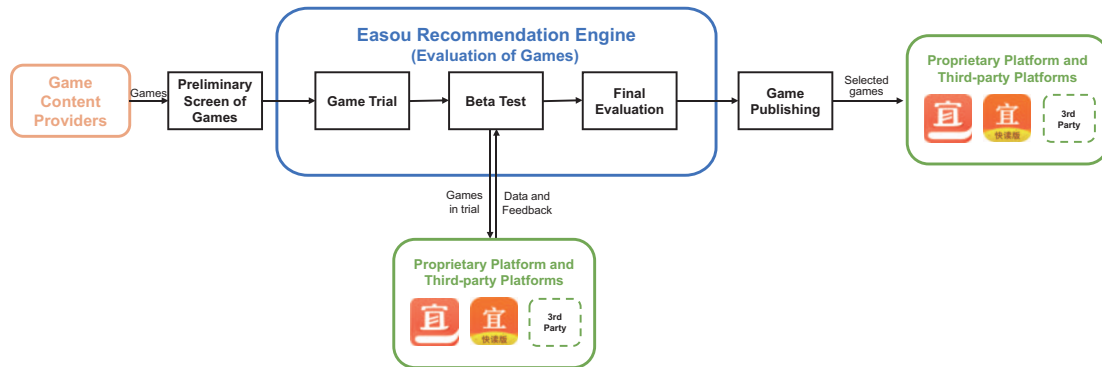 Easou Recommendation Engine
(Evaluation of Games)
Game
Content
Providers
Games
Preliminary
Screen of
Games
Game Trial
Beta Test
Final
Evaluation
Game
Publishing
Selected
games
Proprietary Platform and
Third-party Platforms
宜
宜
快读版
3rd
Party
Games
in trial
Data and
Feedback
Proprietary Platform and
Third-party Platforms
宜
宜
快读版
3rd
Party